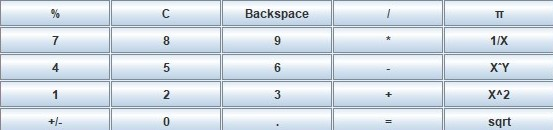 % C Backspace / π
7 8 9 * 1/X
4 5 6 - X^Y
1 2 3 + X^2
+/- 0 . = sqrt